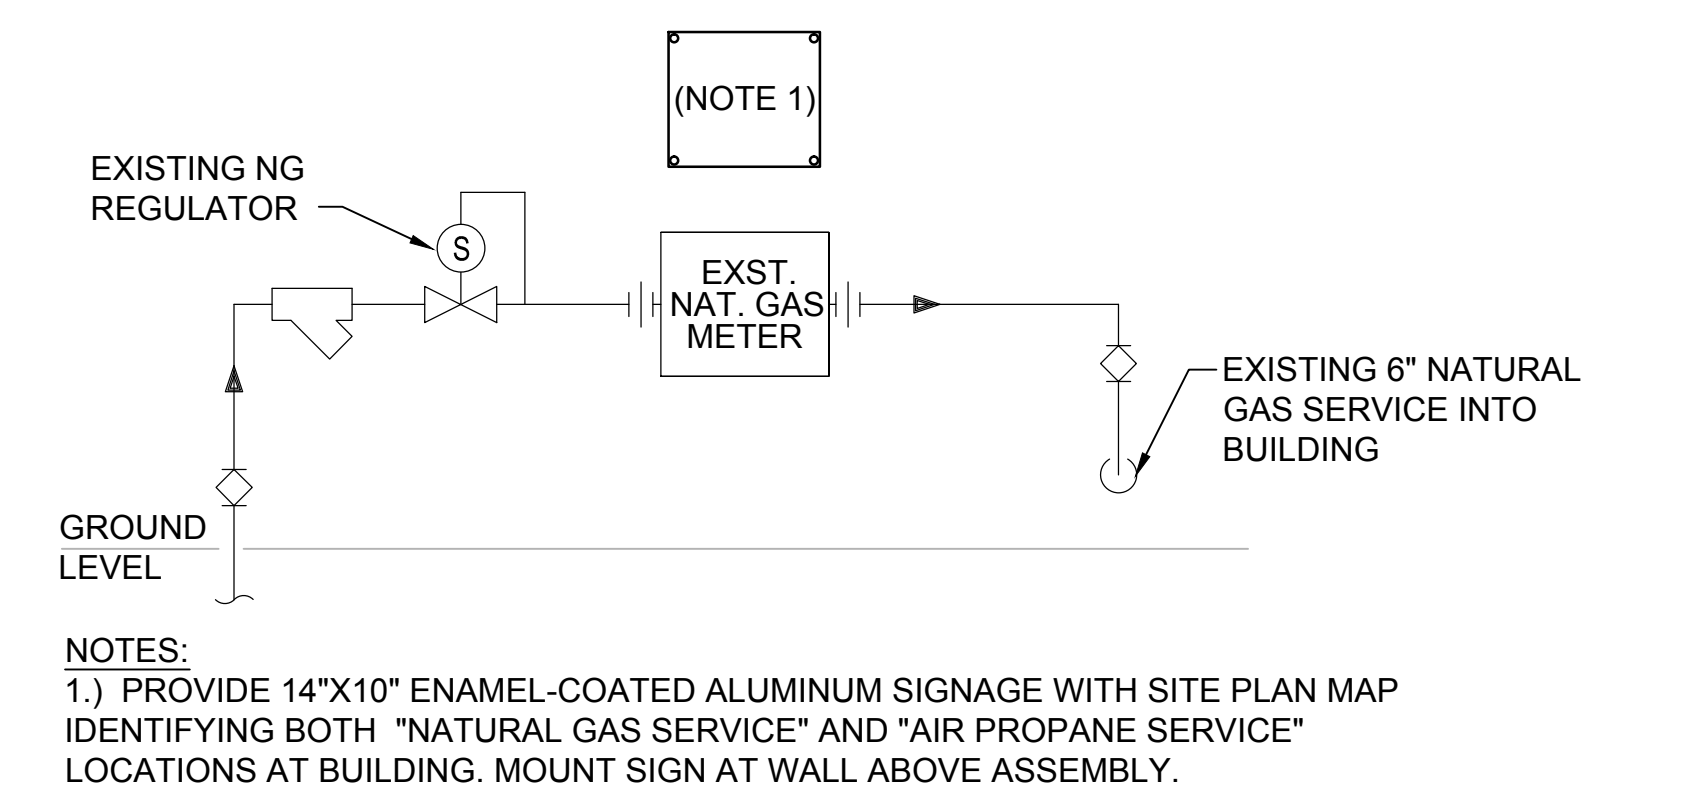 (NOTE 1)
EXISTING NG
REGULATOR
S
EXST.
NAT. GAS
METER
EXISTING 6" NATURAL
GAS SERVICE INTO
BUILDING
GROUND
LEVEL
NOTES:
1.) PROVIDE 14"X10" ENAMEL-COATED ALUMINUM SIGNAGE WITH SITE PLAN MAP
IDENTIFYING BOTH "NATURAL GAS SERVICE" AND "AIR PROPANE SERVICE"
LOCATIONS AT BUILDING. MOUNT SIGN AT WALL ABOVE ASSEMBLY.